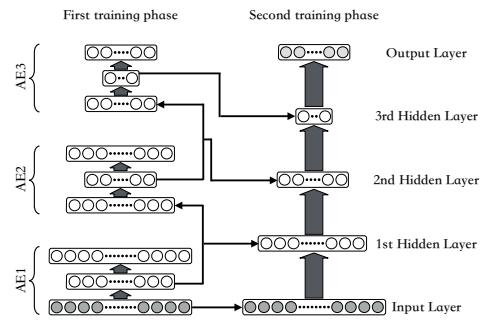 First training phase
Second training phase
AE3
Output Layer
3rd Hidden Layer
AE2
2nd Hidden Layer
1st Hidden Layer
AE1
Input Layer